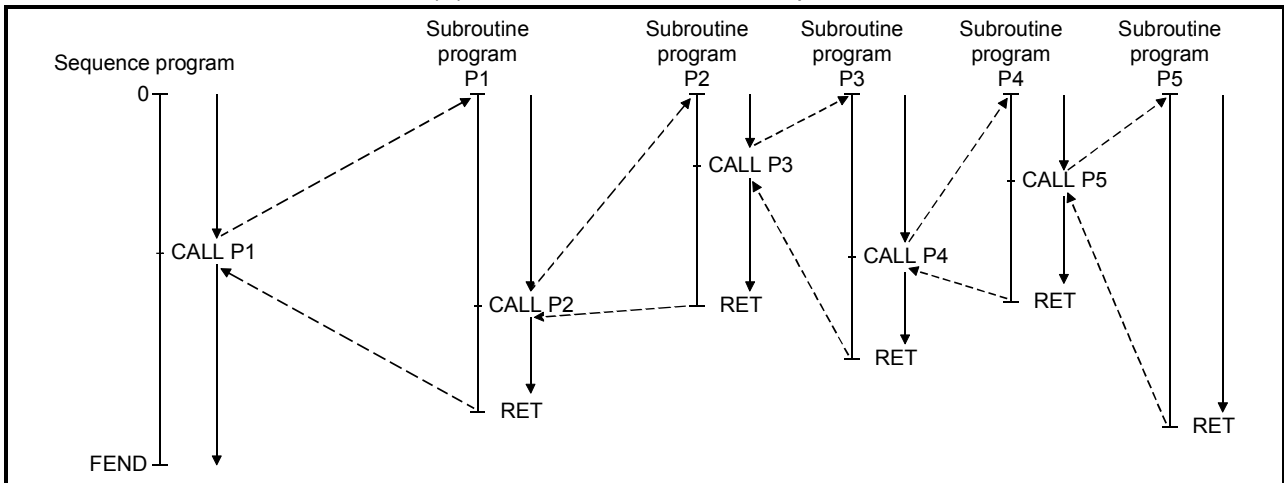 Sequence program
0
CALL P1
FEND
Subroutine
program
P1
CALL P2
RET
Subroutine
program
P2
CALL P3
RET
Subroutine
program
P3
CALL P4
RET
Subroutine
program
P4
CALL P5
RET
Subroutine
program
P5
RET